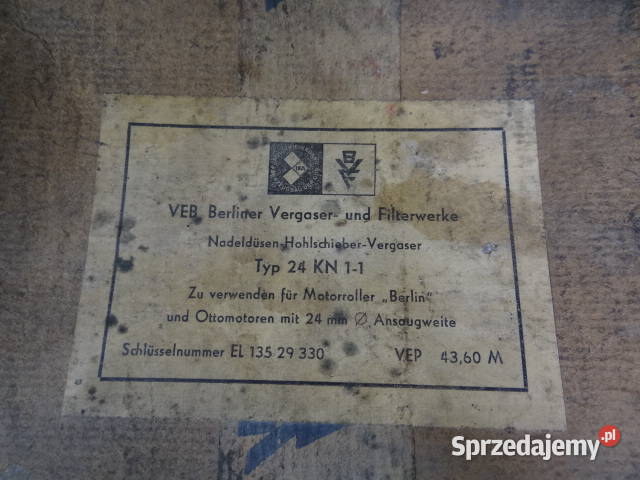 VEB Berliner Vergaser- und Filterwerke
Nadeldüsen-Hohlschieber-Vergaser
Typ 24 KN 1-1
Zu verwenden für Motorroller „Berlin“
und Ottomotoren mit 24 mm Ø Ansaugweite
Schlüsselnummer EL 135 29 330 VEP 43,60 M
Sprzedajemy.pl